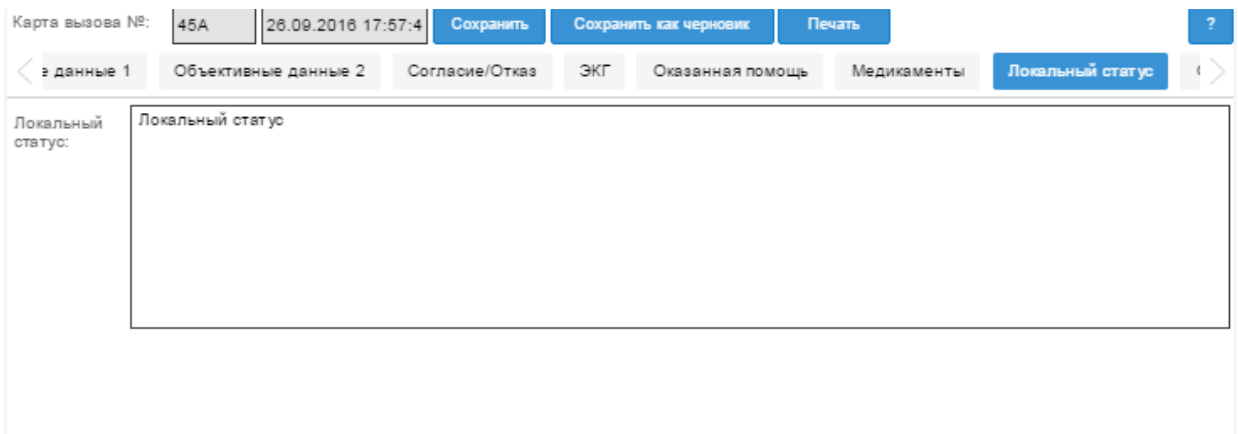 Карта вызова №: 45A 26.09.2016 17:57:4 Сохранить Сохранить как черновик Печать ?
е данные 1 Объективные данные 2 Согласие/Отказ ЭКГ Оказанная помощь Медикаменты Локальный статус
Локальный
статус:
Локальный статус